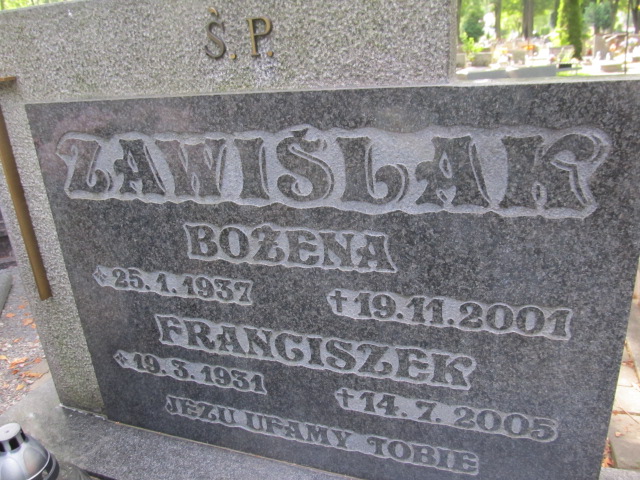 Ś.P.
ZAWIŚLAK
BOŻENA
*25.1.1937
+19.11.2001
FRANCISZEK
*19.3.1931
+14.7.2005
JEZU UFAMY TOBIE